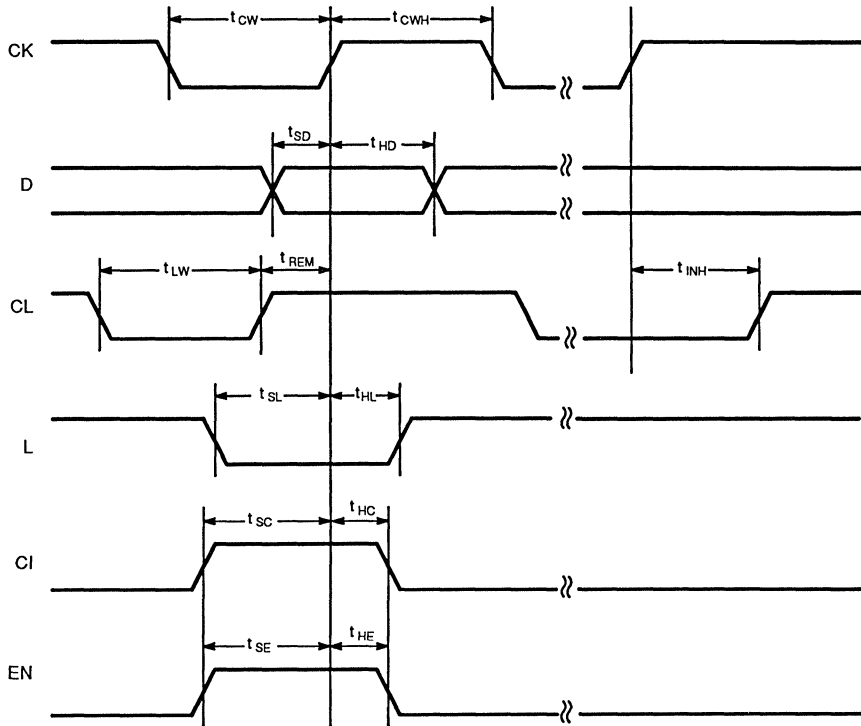 t CW
t CWH
CK
t SD
t HD
D
t LW
t REM
t INH
CL
t SL
t HL
L
t SC
t HC
CI
t SE
t HE
EN